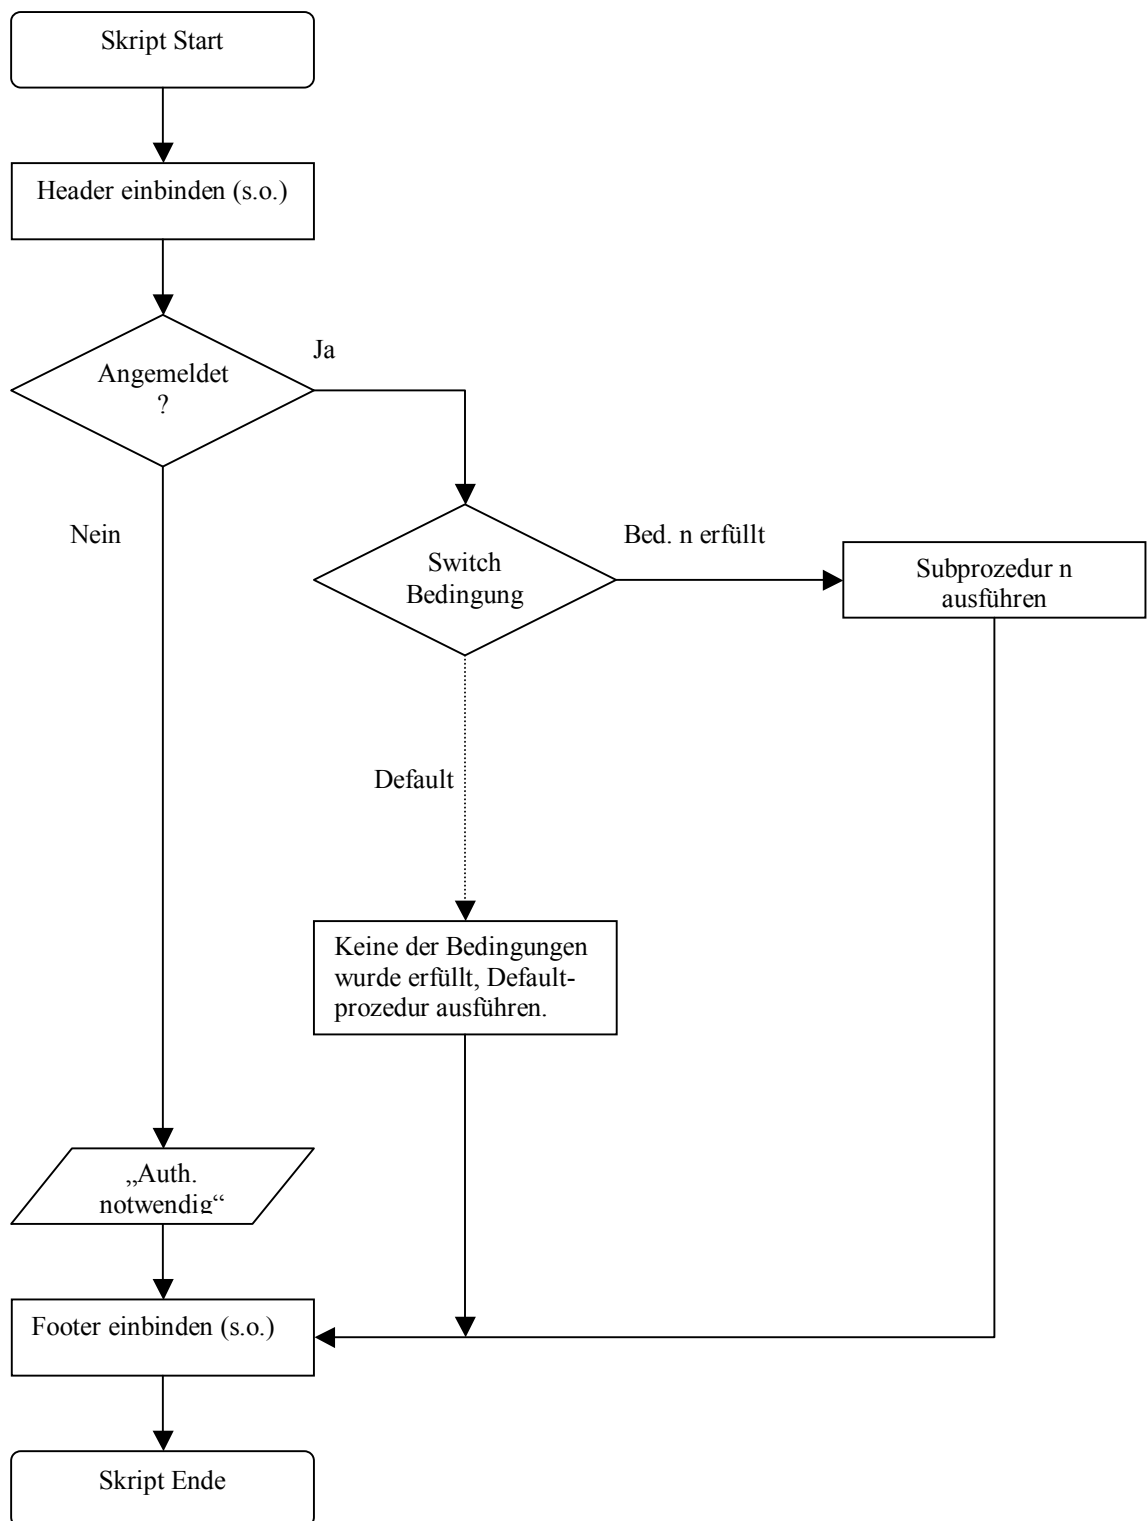 Skript Start
Header einbinden (s.o.)
Ja
Angemeldet
?
Nein
Bed. n erfüllt
Switch
Bedingung
Subprozedur n
ausführen
Default
Keine der Bedingungen
wurde erfüllt, Default-
prozedur ausführen.
„Auth.
notwendig“
Footer einbinden (s.o.)
Skript Ende